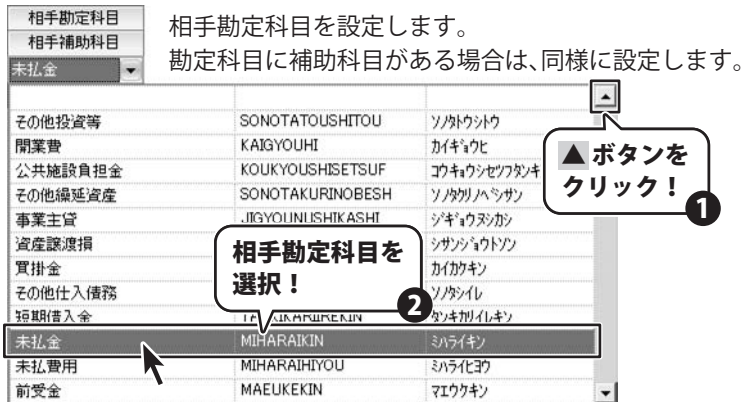 相手勘定科目
相手補助科目
未払金
相手勘定科目を設定します。
勘定科目に補助科目がある場合は、同様に設定します。
その他投資等 SONOTATOUSHITOU ソノタトウシトウ
開業費 KAIGYOUHI カイギョウヒ
公共施設負担金 KOUKYOUSHISETSUF コウキョウシセツフタンキ
その他繰延資産 SONOTAKURINOBESH ソノタクリノベシサン
事業主貸 JIGYOUNUSHIKASHI ジギョウヌシカシ
資産譲渡損 シサンジョウトソン
買掛金 カイカケキン
その他仕入債務 ソノタシイレ
短期借入金 TANKIKARIIREKIN タンキカリイレキン
未払金 MIHARAIKIN ミハライキン
未払費用 MIHARAIHIYOU ミハライヒヨウ
前受金 MAEUKEKIN マエウケキン
▲ボタンを
クリック！
1
相手勘定科目を
選択！
2